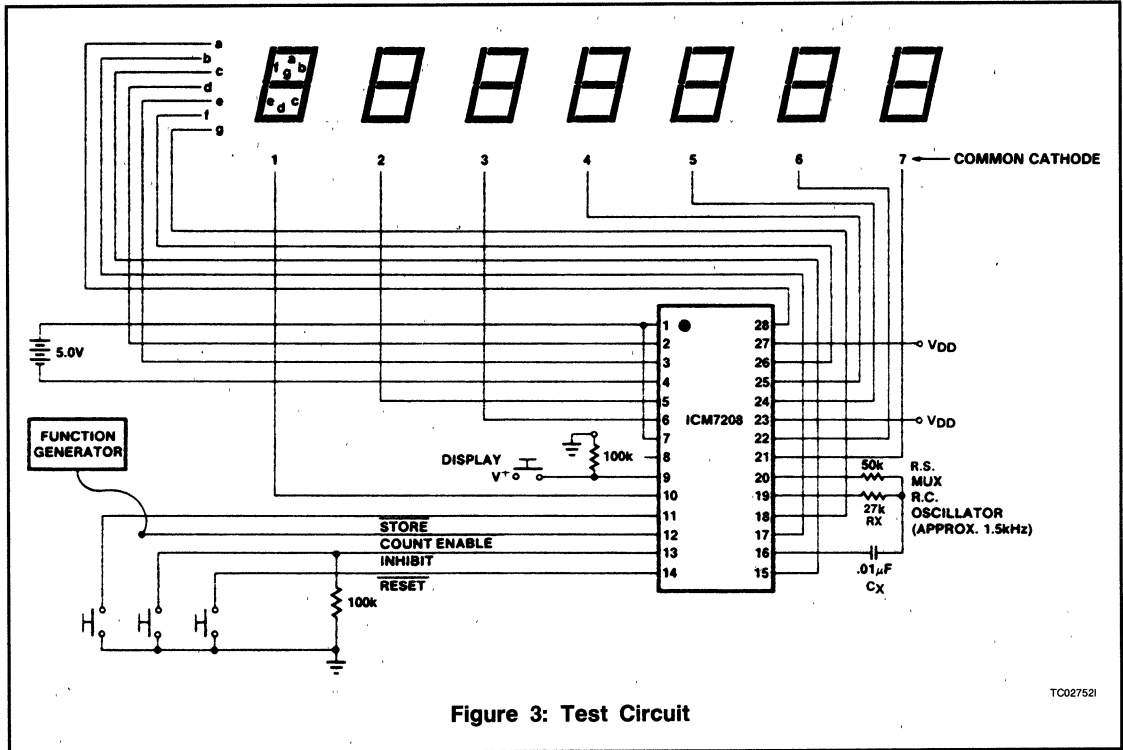 a
b
c
d
e
f
g
a
f g b
e d c
1 2 3 4 5 6 7 COMMON CATHODE
5.0V
1 28
2 27 VDD
3 26
4 25
5 24
ICM7208
6 23 VDD
7 22
8 21
9 20
10 19
11 18
12 17
13 16
14 15
FUNCTION
GENERATOR
DISPLAY
V+
100k
50k
27k
RX
R.S.
MUX
R.C.
OSCILLATOR
(APPROX. 1.5kHz)
.01µF
CX
STORE
COUNT ENABLE
INHIBIT
RESET
100k
TC02752I
Figure 3: Test Circuit